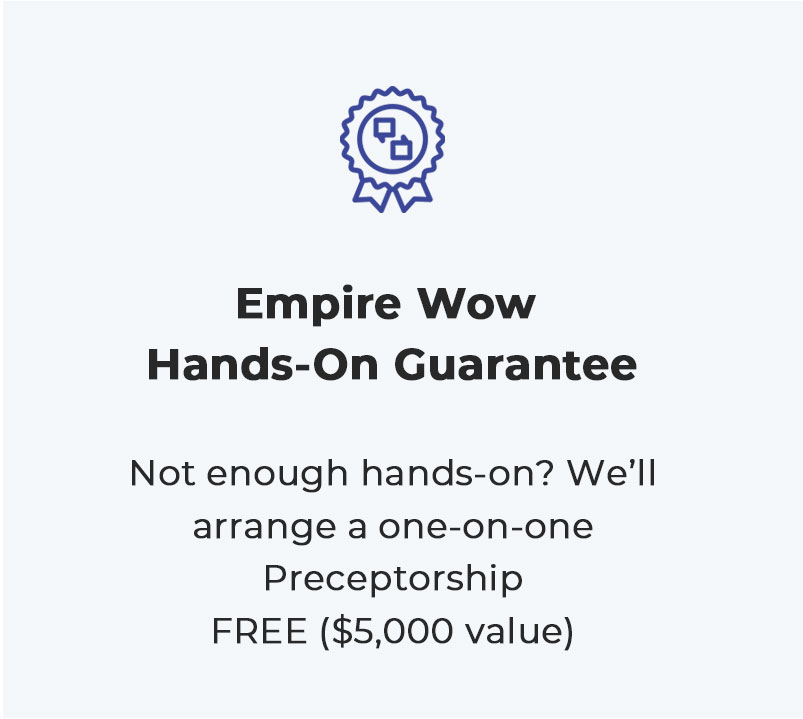 Empire Wow
Hands-On Guarantee
Not enough hands-on? We’ll
arrange a one-on-one
Preceptorship
FREE ($5,000 value)